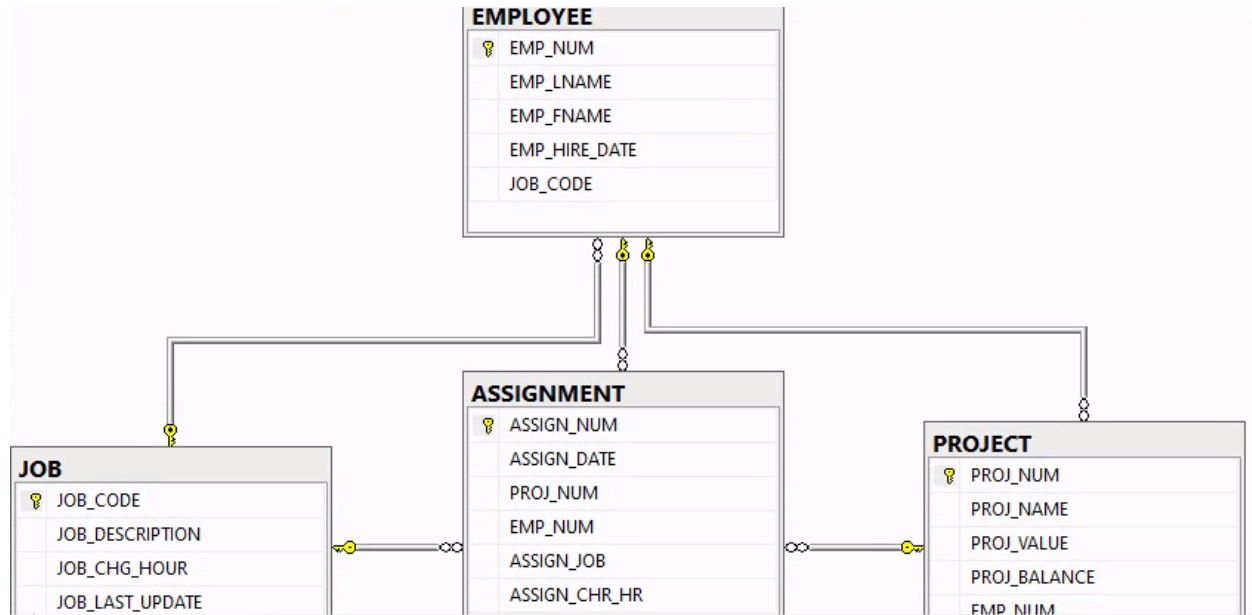 EMPLOYEE
EMP_NUM
EMP_LNAME
EMP_FNAME
EMP_HIRE_DATE
JOB_CODE
JOB
JOB_CODE
JOB_DESCRIPTION
JOB_CHG_HOUR
JOB_LAST_UPDATE
ASSIGNMENT
ASSIGN_NUM
ASSIGN_DATE
PROJ_NUM
EMP_NUM
ASSIGN_JOB
ASSIGN_CHR_HR
PROJECT
PROJ_NUM
PROJ_NAME
PROJ_VALUE
PROJ_BALANCE
EMP_NUM